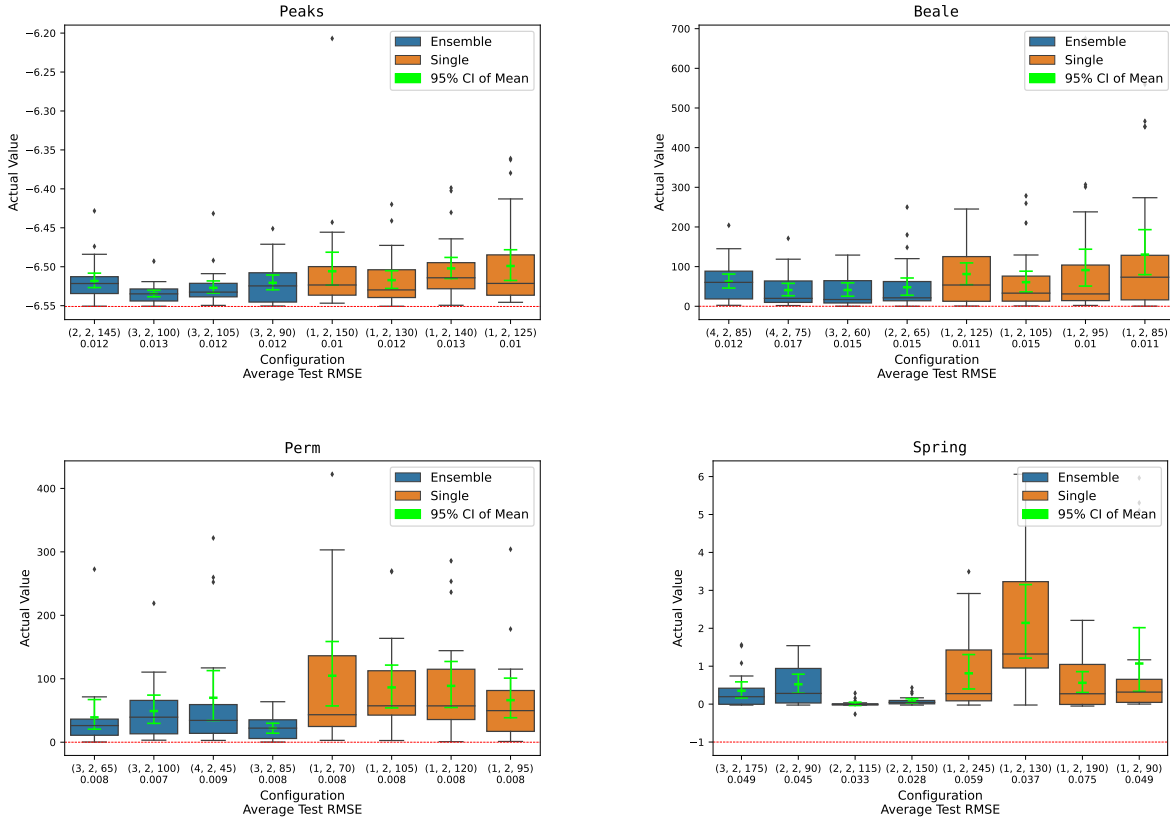 Peaks
−6.20
−6.25
−6.30
−6.35
−6.40
−6.45
−6.50
−6.55
Actual Value
Ensemble
Single
95% CI of Mean
(2, 2, 145) (3, 2, 100) (3, 2, 105) (3, 2, 90) (1, 2, 150) (1, 2, 130) (1, 2, 140) (1, 2, 125)
0.012 0.013 0.012 0.012 0.01 0.012 0.013 0.01
Configuration
Average Test RMSE
Beale
700
600
500
400
300
200
100
0
Actual Value
Ensemble
Single
95% CI of Mean
(4, 2, 85) (4, 2, 75) (3, 2, 60) (2, 2, 65) (1, 2, 125) (1, 2, 105) (1, 2, 95) (1, 2, 85)
0.012 0.017 0.015 0.015 0.011 0.015 0.01 0.011
Configuration
Average Test RMSE
Perm
400
300
200
100
0
Actual Value
Ensemble
Single
95% CI of Mean
(3, 2, 65) (3, 2, 100) (4, 2, 45) (3, 2, 85) (1, 2, 70) (1, 2, 105) (1, 2, 120) (1, 2, 95)
0.008 0.007 0.009 0.008 0.008 0.008 0.008 0.008
Configuration
Average Test RMSE
Spring
6
5
4
3
2
1
0
−1
Actual Value
Ensemble
Single
95% CI of Mean
(3, 2, 175) (2, 2, 90) (2, 2, 115) (2, 2, 150) (1, 2, 245) (1, 2, 130) (1, 2, 190) (1, 2, 90)
0.049 0.045 0.033 0.028 0.059 0.037 0.075 0.049
Configuration
Average Test RMSE